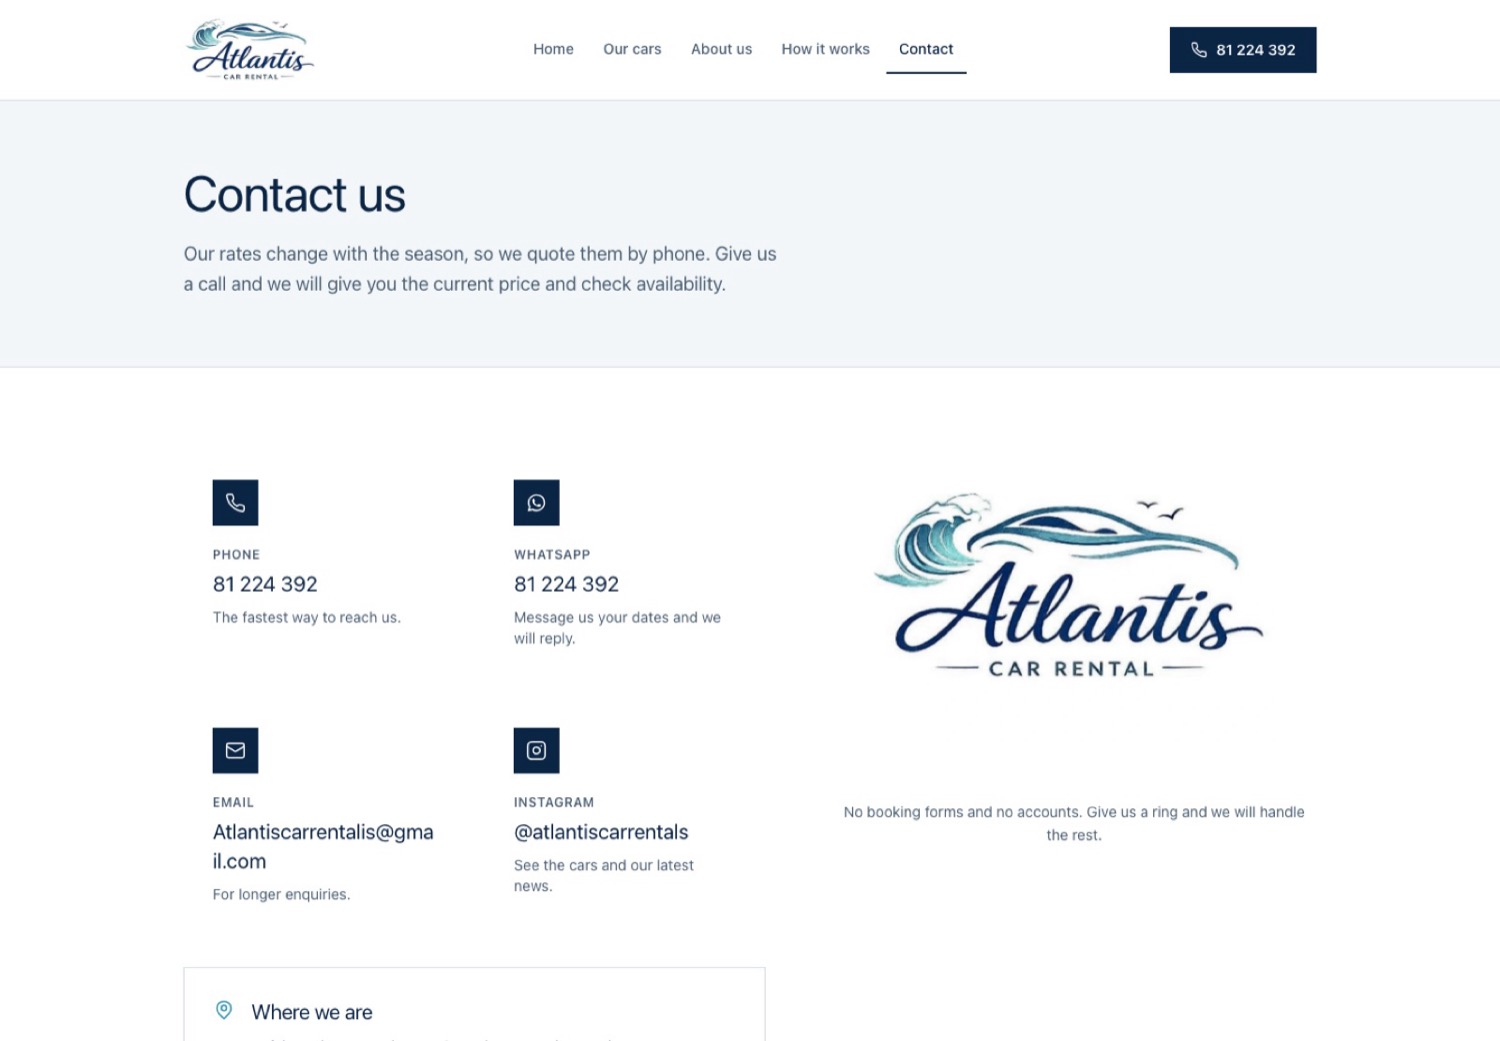 Atlantis
CAR RENTAL
Home
Our cars
About us
How it works
Contact
81 224 392
Contact us
Our rates change with the season, so we quote them by phone. Give us
a call and we will give you the current price and check availability.
PHONE
81 224 392
The fastest way to reach us.
WHATSAPP
81 224 392
Message us your dates and we
will reply.
EMAIL
Atlantiscarrentalis@gma
il.com
For longer enquiries.
INSTAGRAM
@atlantiscarrentals
See the cars and our latest
news.
Atlantis
CAR RENTAL
No booking forms and no accounts. Give us a ring and we will handle
the rest.
Where we are